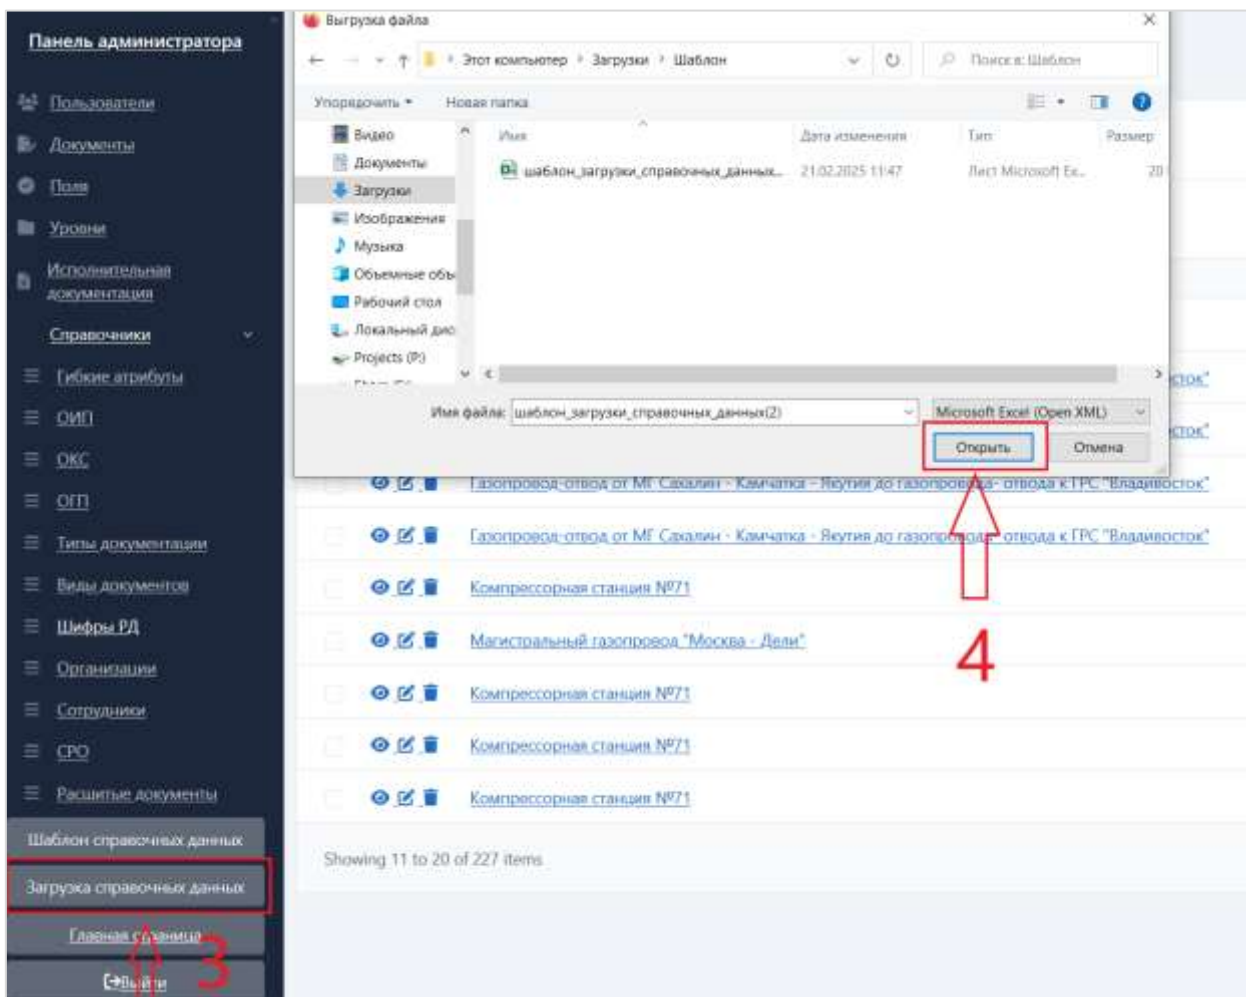 Панель администратора
Пользователи
Документы
Поля
Уровни
Исполнительная
документация
Справочники
Гибкие атрибуты
ОИП
ОКС
ОГП
Типы документации
Виды документов
Шифры РД
Организации
Сотрудники
СРО
Расшитые документы
Шаблон справочных данных
Загрузка справочных данных
Главная страница
Выйти
3
Выгрузка файла
Этот компьютер › Загрузки › Шаблон
Поиск в: Шаблон
Упорядочить Новая папка
Имя Дата изменения Тип Размер
шаблон_загрузки_справочных_данных... 21.02.2025 11:47 Лист Microsoft Ex... 20
Видео
Документы
Загрузки
Изображения
Музыка
Объемные объ
Рабочий стол
Локальный дис
Projects (P:)
Имя файла: шаблон_загрузки_справочных_данных(2) Microsoft Excel (Open XML)
Открыть Отмена
сток"
сток"
Газопровод-отвод от МГ Сахалин - Камчатка - Якутия до газопровода- отвода к ГРС "Владивосток"
Газопровод-отвод от МГ Сахалин - Камчатка - Якутия до газопровода- отвода к ГРС "Владивосток"
Компрессорная станция №71
Магистральный газопровод "Москва - Дели"
4
Компрессорная станция №71
Компрессорная станция №71
Компрессорная станция №71
Showing 11 to 20 of 227 items